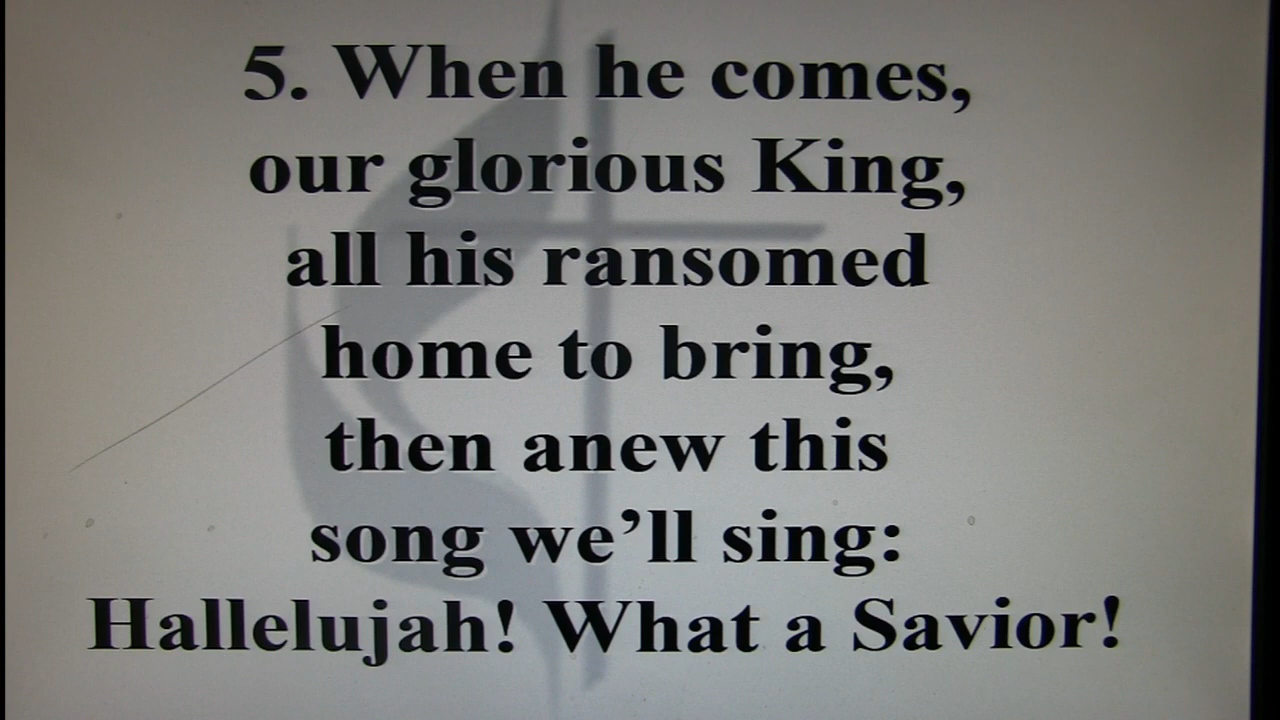 5. When he comes,
our glorious King,
all his ransomed
home to bring,
then anew this
song we’ll sing:
Hallelujah! What a Savior!